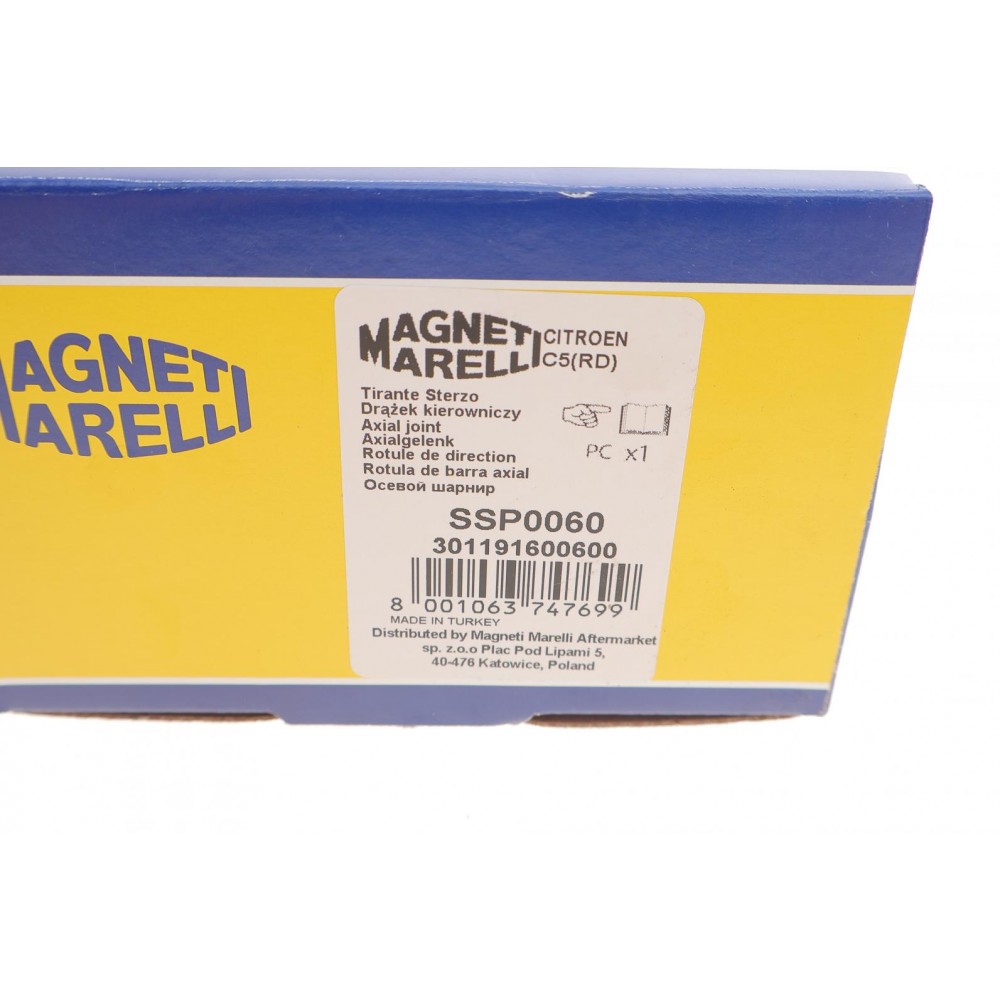 MAGNETI
MARELLI
MAGNETI
MARELLI
CITROEN
C5(RD)
Tirante Sterzo
Drążek kierowniczy
Axial joint
Axialgelenk
Rotule de direction
Rotula de barra axial
Осевой шарнир
PC x1
SSP0060
301191600600
8 001063 747699
MADE IN TURKEY
Distributed by Magneti Marelli Aftermarket
sp. z.o.o Plac Pod Lipami 5,
40-476 Katowice, Poland